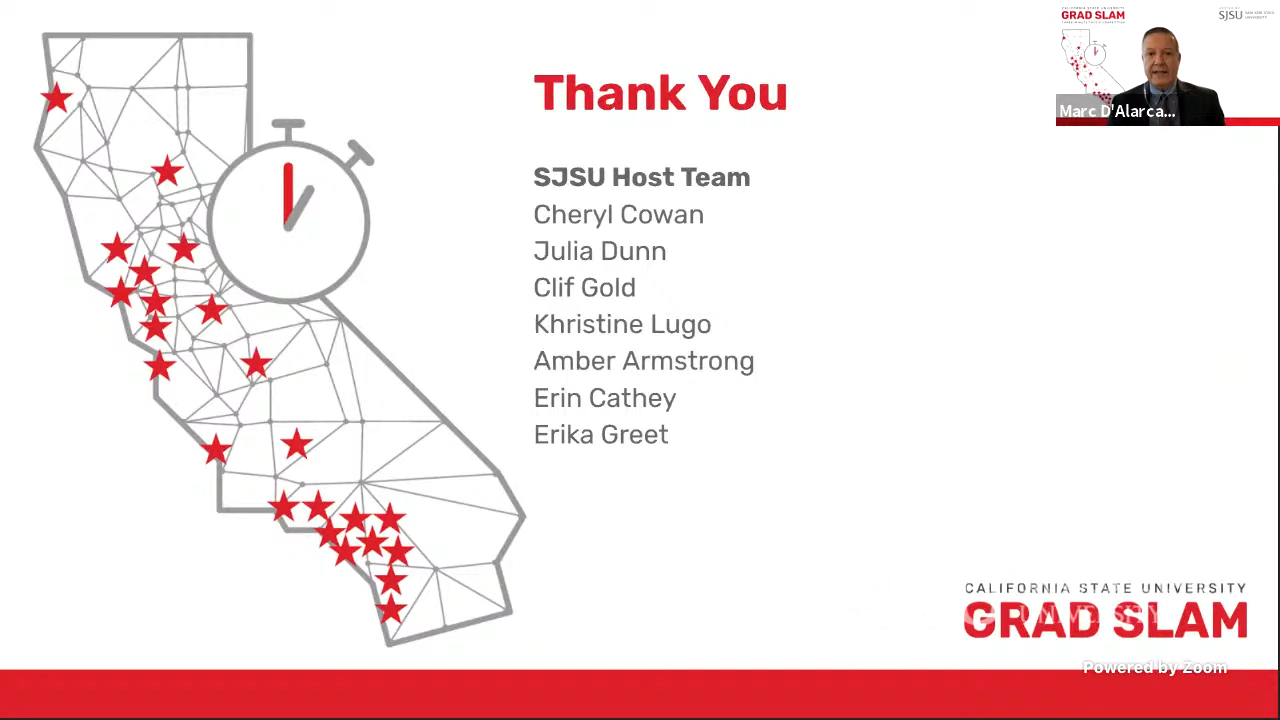 Thank You
SJSU Host Team
Cheryl Cowan
Julia Dunn
Clif Gold
Khristine Lugo
Amber Armstrong
Erin Cathey
Erika Greet
GRAD SLAM
SJSU
Marc D'Alarca...
CALIFORNIA STATE UNIVERSITY
GRAD SLAM
UNIVERSITY
Powered by Zoom